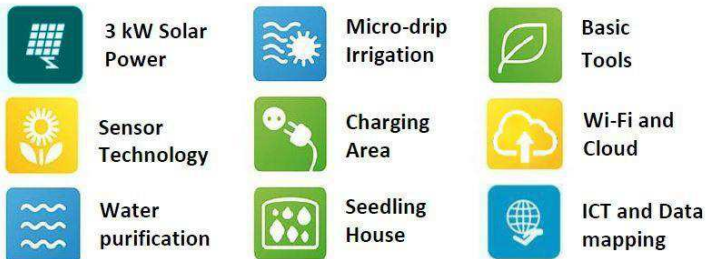 3 kW Solar
Power
Micro-drip
Irrigation
Basic
Tools
Sensor
Technology
Charging
Area
Wi-Fi and
Cloud
Water
purification
Seedling
House
ICT and Data
mapping